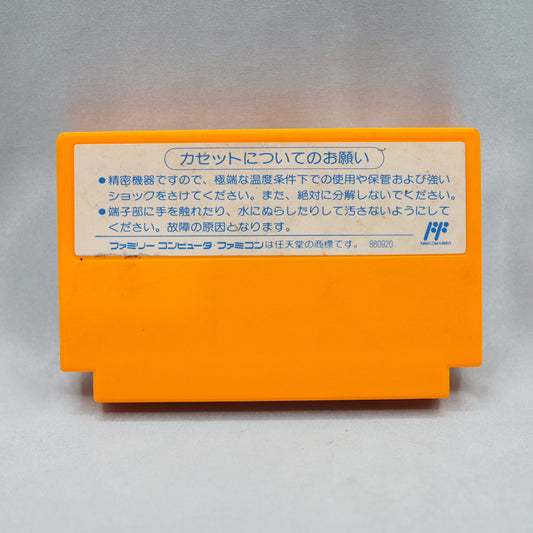 カセットについてのお願い
●精密機器ですので、極端な温度条件下での使用や保管および強い
ショックをさけてください。また、絶対に分解しないでください。
●端子部に手を触れたり、水にぬらしたりして汚さないようにして
ください。故障の原因となります。
ファミリーコンピュータ・ファミコンは任天堂の商標です。 880920
FF